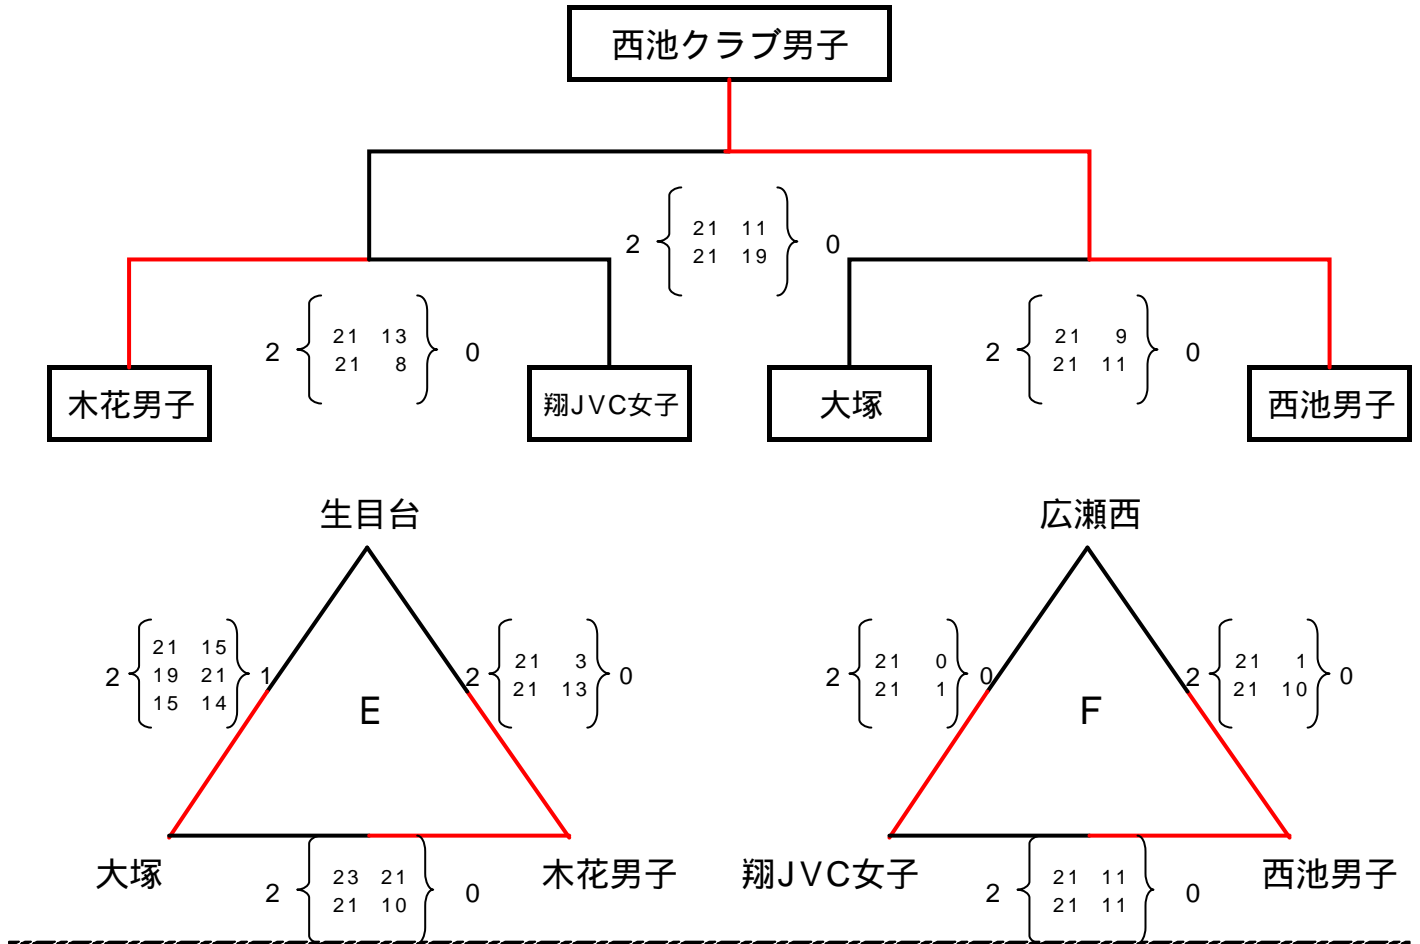 西池クラブ男子
2 21 11 0
21 19
2 21 13 0
21 8
2 21 9 0
21 11
木花男子
翔JVC女子
大塚
西池男子
生目台
広瀬西
2 21 15 1
19 21
15 14
2 21 3 0
21 13
2 21 0 0
21 1
2 21 1 0
21 10
E
F
大塚
木花男子
翔JVC女子
西池男子
2 23 21 0
21 10
2 21 11 0
21 11